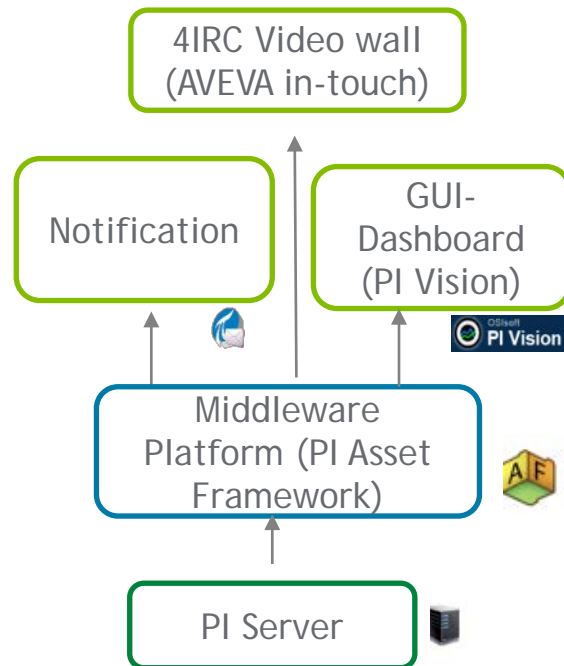 4IRC Video wall
(AVEVA in-touch)
Notification
GUI-
Dashboard
(PI Vision)
OSIsoft
PI Vision
Middleware
Platform (PI Asset
Framework)
A F
PI Server